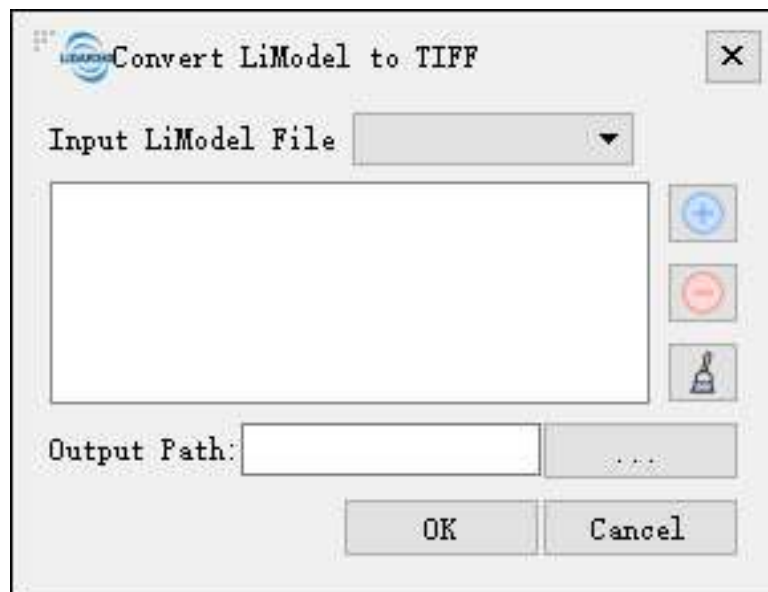 Convert LiModel to TIFF
Input LiModel File
Output Path:
...
OK
Cancel